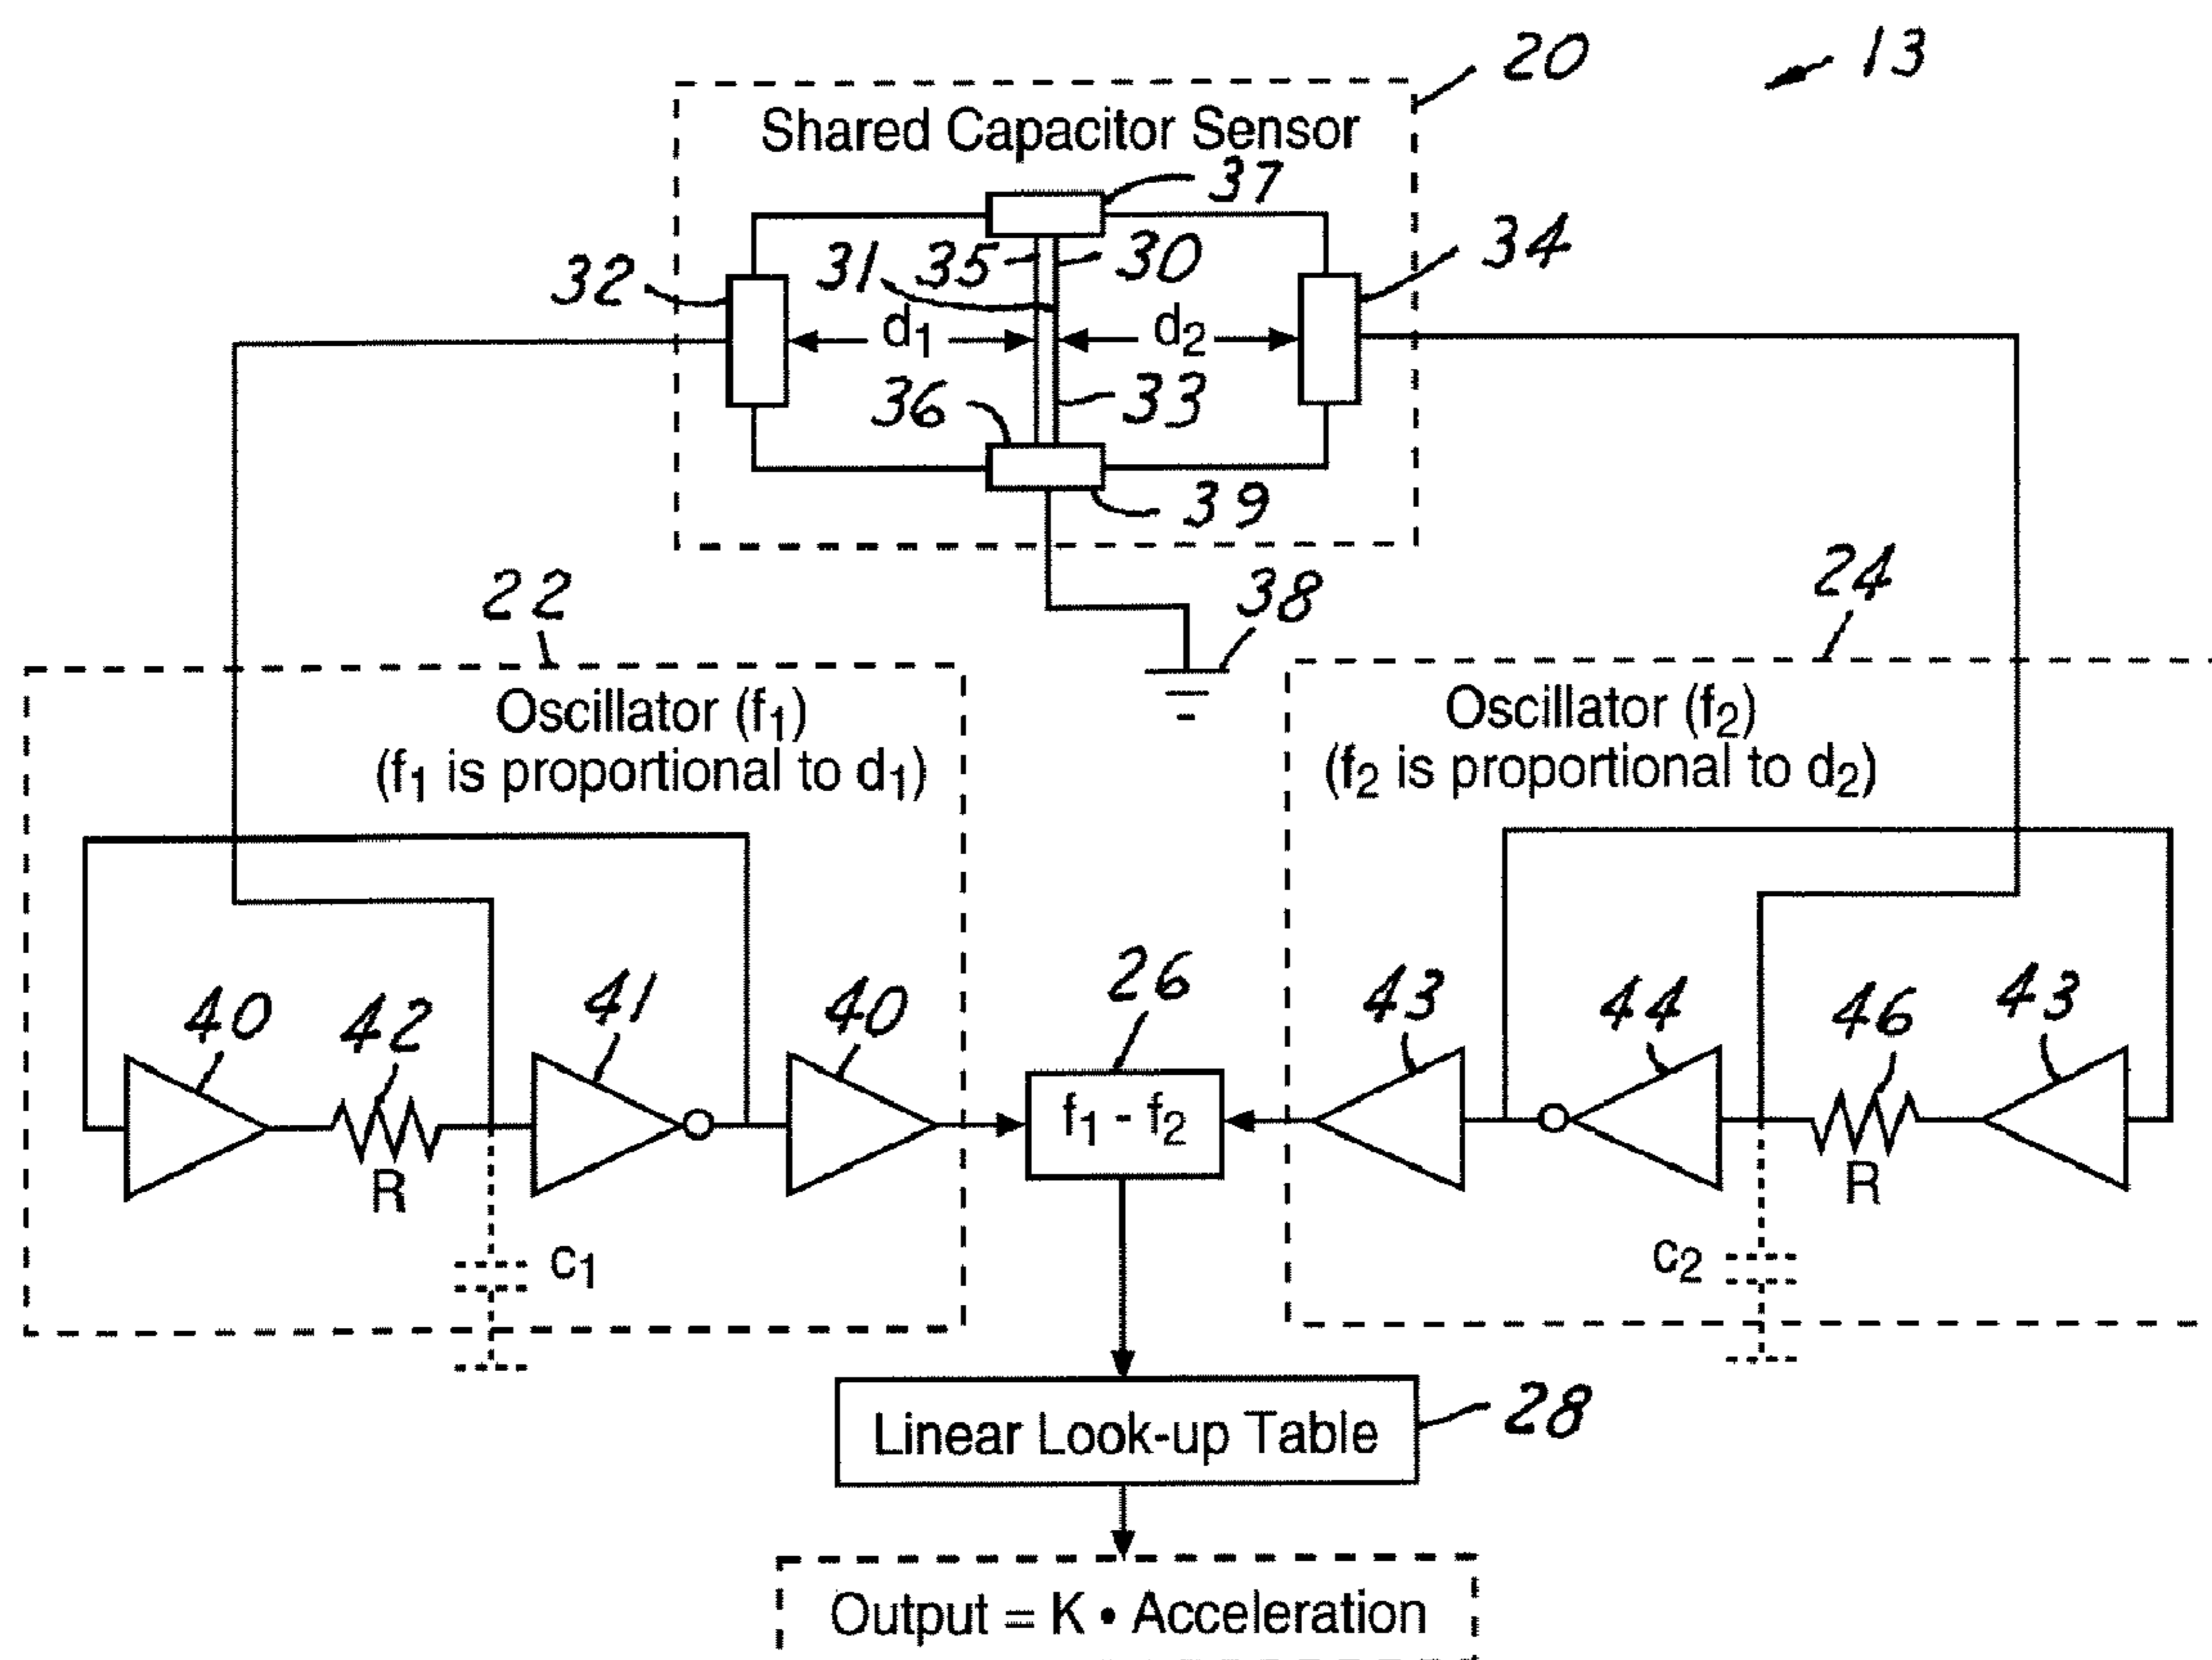 13
20
Shared Capacitor Sensor
37
32
31
35
30
34
d1
d2
36
33
39
22
38
24
Oscillator (f1)
(f1 is proportional to d1)
Oscillator (f2)
(f2 is proportional to d2)
40
42
41
40
26
43
44
46
43
f1 - f2
R
R
c1
c2
Linear Look-up Table
28
Output = K • Acceleration